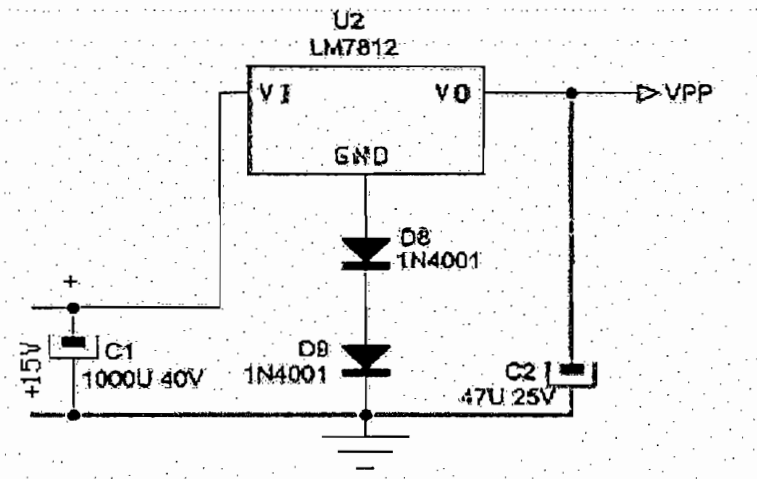 U2
LM7812
VI
VO
VPP
GND
D8
1N4001
+
+15V
C1
1000U 40V
D9
1N4001
C2
47U 25V